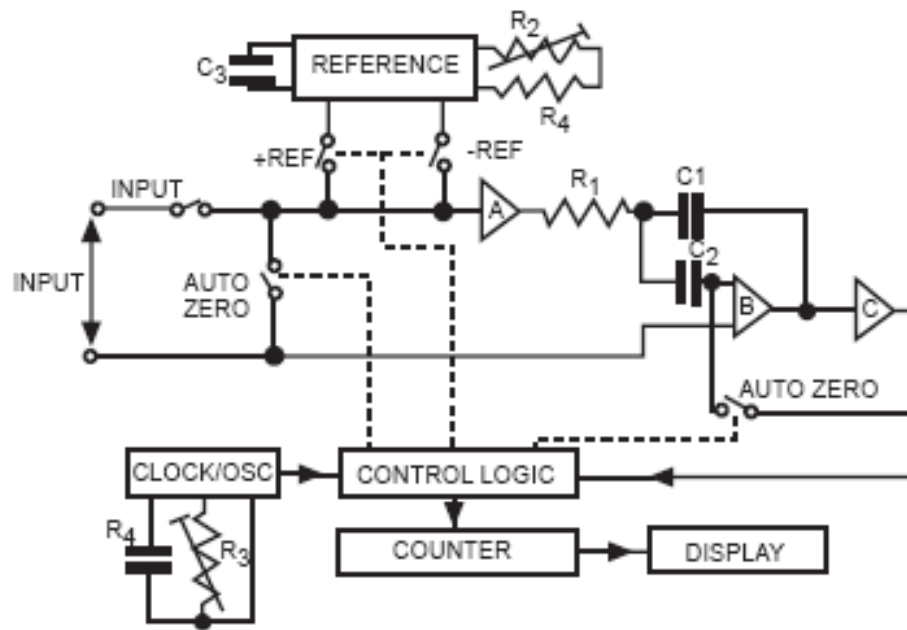 R2
C3
REFERENCE
R4
+REF
-REF
INPUT
A
R1
C1
C2
INPUT
AUTO
ZERO
B
C
AUTO ZERO
CLOCK/OSC
CONTROL LOGIC
R4
R3
COUNTER
DISPLAY